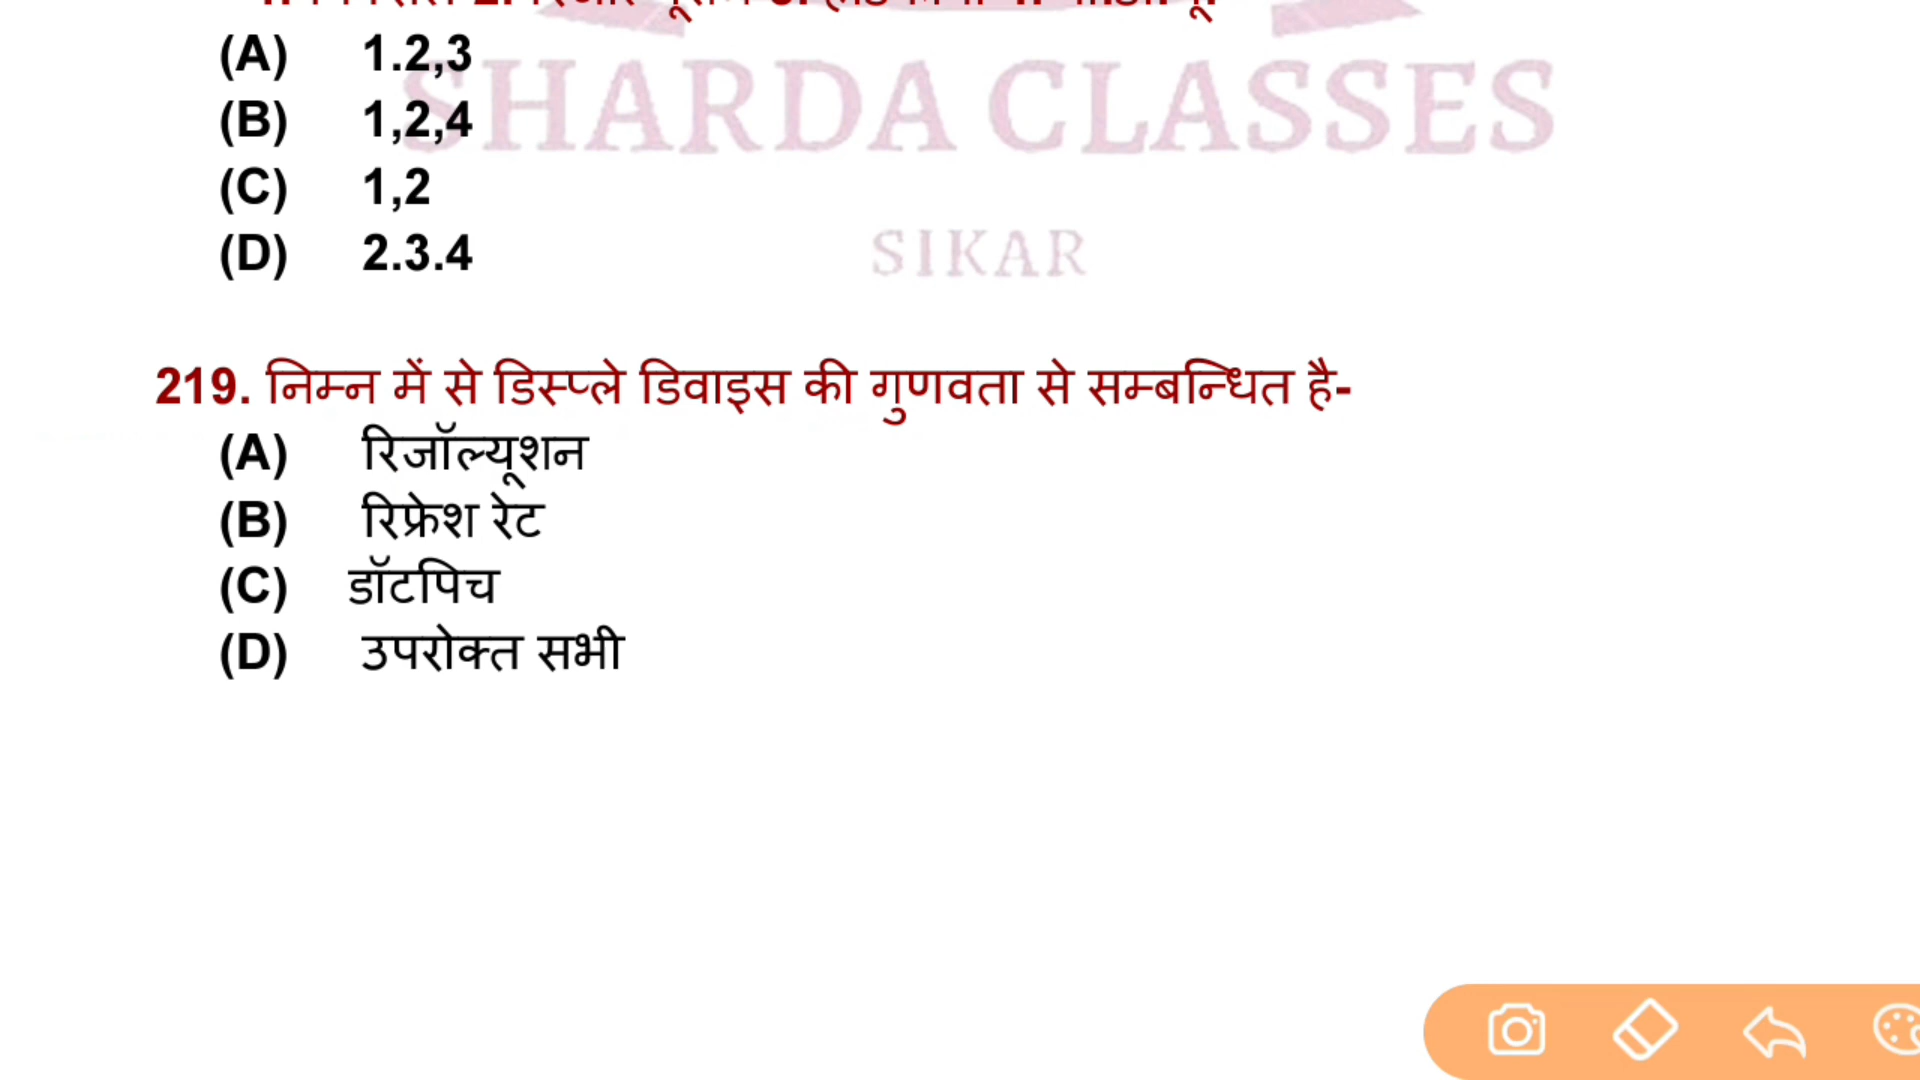 (A) 1.2,3
(B) 1,2,4
(C) 1,2
(D) 2.3.4
SHARDA CLASSES
SIKAR
219. निम्न में से डिस्प्ले डिवाइस की गुणवता से सम्बन्धित है-
(A) रिजॉल्यूशन
(B) रिफ्रेश रेट
(C) डॉटपिच
(D) उपरोक्त सभी